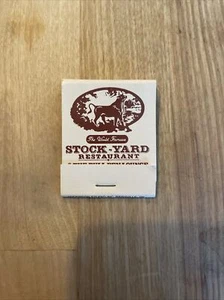 The World Famous
STOCK-YARD
RESTAURANT